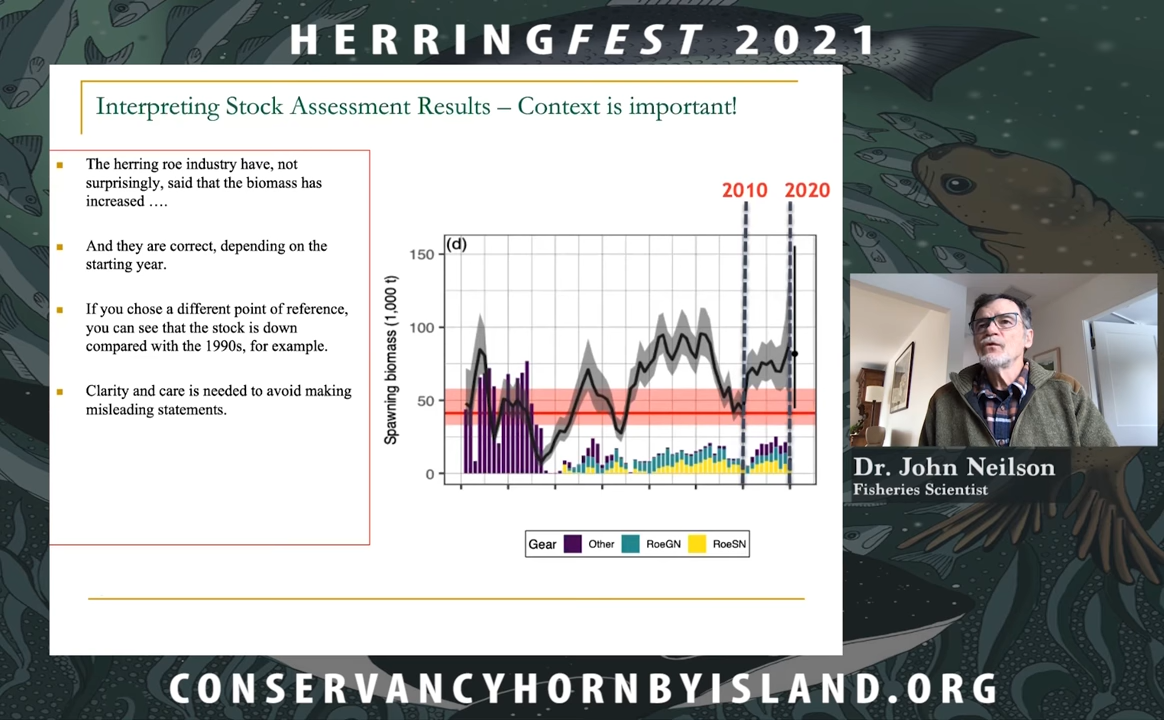 HERRINGFEST 2021
Interpreting Stock Assessment Results – Context is important!
The herring roe industry have, not
surprisingly, said that the biomass has
increased ….
And they are correct, depending on the
starting year.
If you chose a different point of reference,
you can see that the stock is down
compared with the 1990s, for example.
Clarity and care is needed to avoid making
misleading statements.
2010 2020
(d)
Spawning biomass (1,000 t)
150
100
50
0
Gear Other RoeGN RoeSN
Dr. John Neilson
Fisheries Scientist
CONSERVANCYHORNBYISLAND.ORG